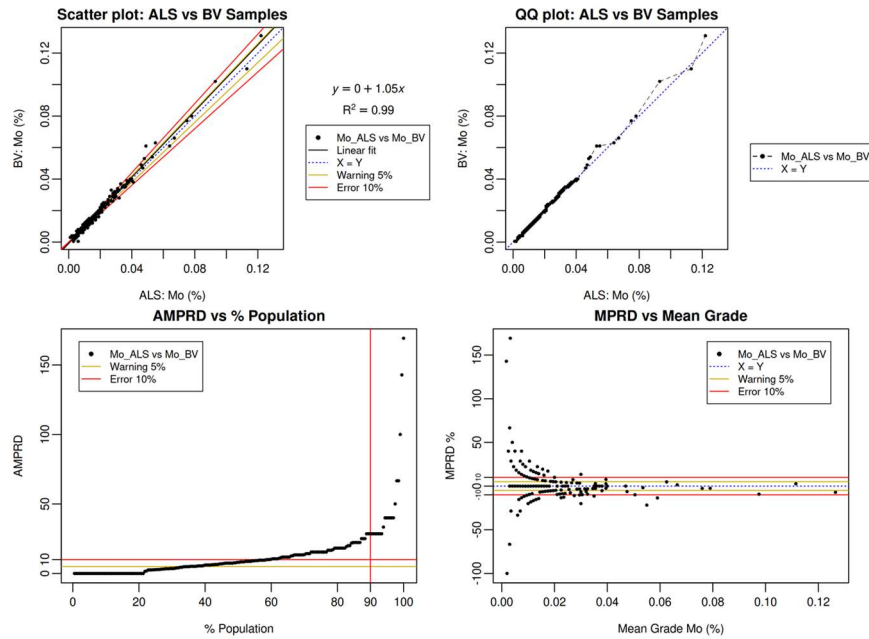 Scatter plot: ALS vs BV Samples
BV: Mo (%)
0.00 0.04 0.08 0.12
0.00 0.04 0.08 0.12
ALS: Mo (%)
y = 0 + 1.05x
R² = 0.99
Mo_ALS vs Mo_BV
Linear fit
X = Y
Warning 5%
Error 10%
QQ plot: ALS vs BV Samples
BV: Mo (%)
0.00 0.04 0.08 0.12
0.00 0.04 0.08 0.12
ALS: Mo (%)
Mo_ALS vs Mo_BV
X = Y
AMPRD vs % Population
AMPRD
0 10 50 100 150
Mo_ALS vs Mo_BV
Warning 5%
Error 10%
0 20 40 60 80 90 100
% Population
MPRD vs Mean Grade
MPRD %
-100 -50 -10 0 10 50 100 150
Mo_ALS vs Mo_BV
X = Y
Warning 5%
Error 10%
0.00 0.02 0.04 0.06 0.08 0.10 0.12
Mean Grade Mo (%)